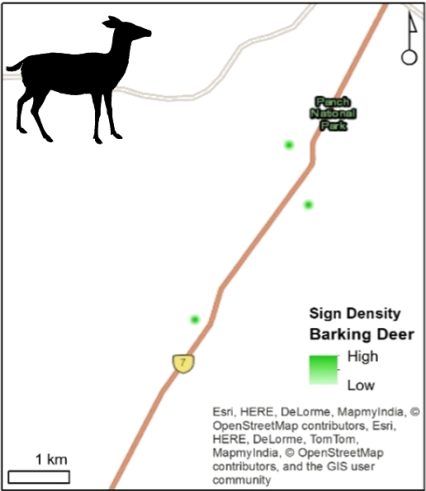 Panch
National
Park
7
Sign Density
Barking Deer
High
Low
Esri, HERE, DeLorme, MapmyIndia, ©
OpenStreetMap contributors, Esri,
HERE, DeLorme, TomTom,
MapmyIndia, © OpenStreetMap
contributors, and the GIS user
community
1 km